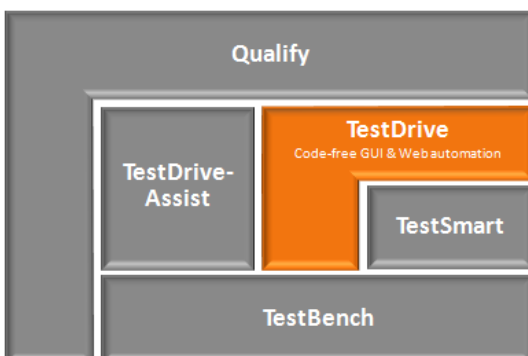 Qualify
TestDrive
Code-free GUI & Web automation
TestDrive-
Assist
TestSmart
TestBench